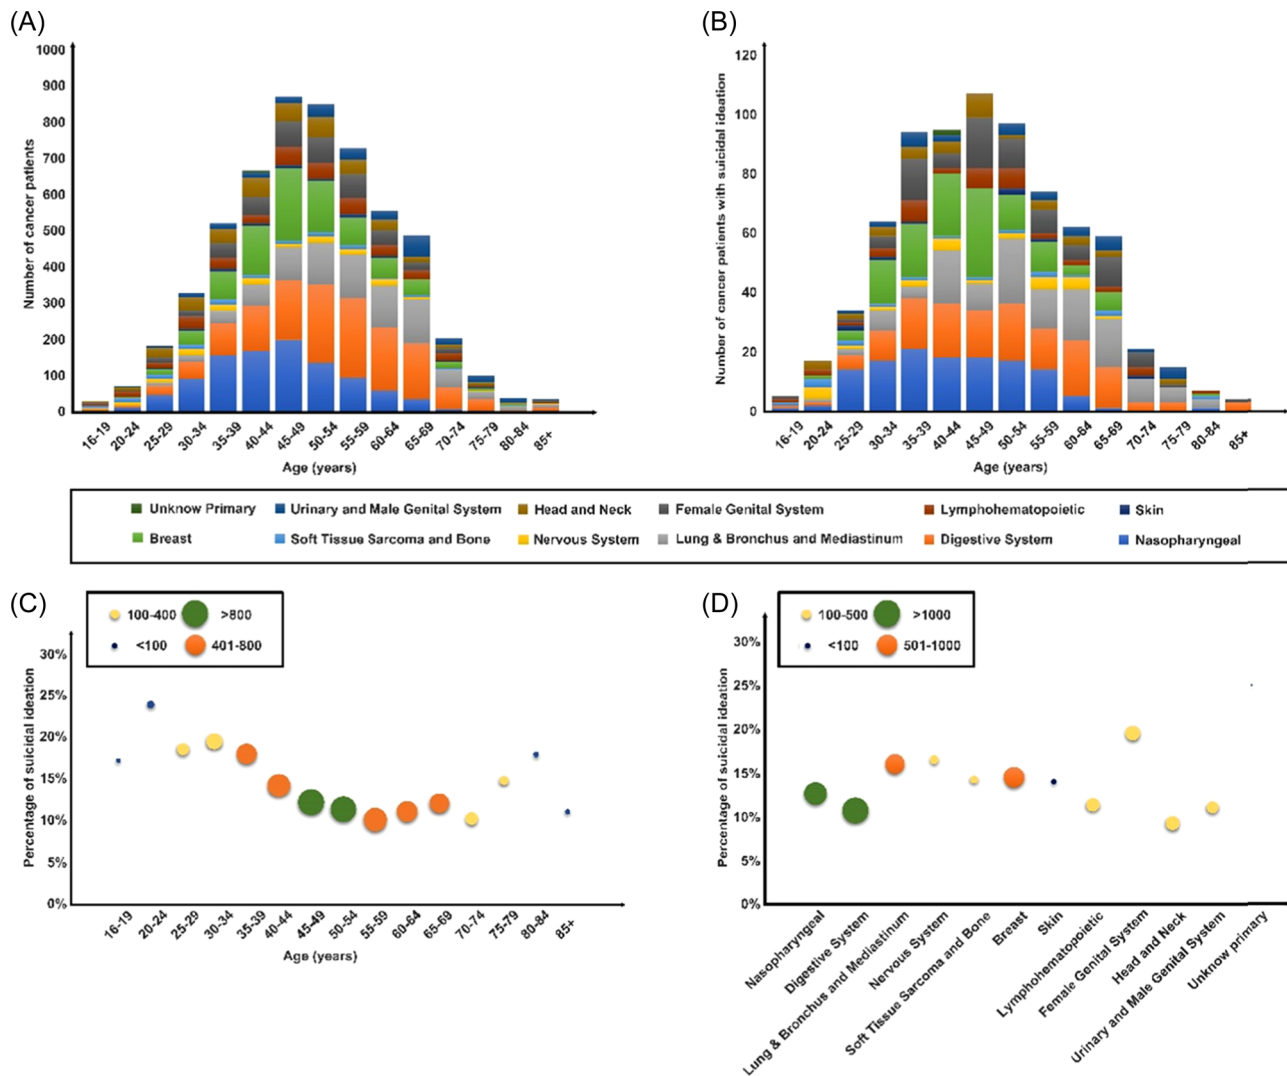 (A)
Number of cancer patients
1000
900
800
700
600
500
400
300
200
100
0
16-19
20-24
25-29
30-34
35-39
40-44
45-49
50-54
55-59
60-64
65-69
70-74
75-79
80-84
85+
Age (years)
(B)
Number of cancer patients with suicidal ideation
120
100
80
60
40
20
0
16-19
20-24
25-29
30-34
35-39
40-44
45-49
50-54
55-59
60-84
65-69
70-74
75-79
80-84
85+
Age (years)
Unknow Primary
Urinary and Male Genital System
Head and Neck
Female Genital System
Lymphohematopoietic
Skin
Breast
Soft Tissue Sarcoma and Bone
Nervous System
Lung & Bronchus and Mediastinum
Digestive System
Nasopharyngeal
(C)
100-400
>800
<100
401-800
Percentage of suicidal ideation
30%
25%
20%
15%
10%
5%
0%
16-19
20-24
25-29
30-34
35-39
40-44
45-49
50-54
55-59
60-64
65-69
70-74
75-79
80-84
85+
Age (years)
(D)
100-500
>1000
<100
501-1000
Percentage of suicidal ideation
30%
25%
20%
15%
10%
5%
0%
Nasopharyngeal
Digestive System
Lung & Bronchus and Mediastinum
Nervous System
Soft Tissue Sarcoma and Bone
Breast
Skin
Lymphohematopoietic
Female Genital System
Head and Neck
Urinary and Male Genital System
Unknow primary